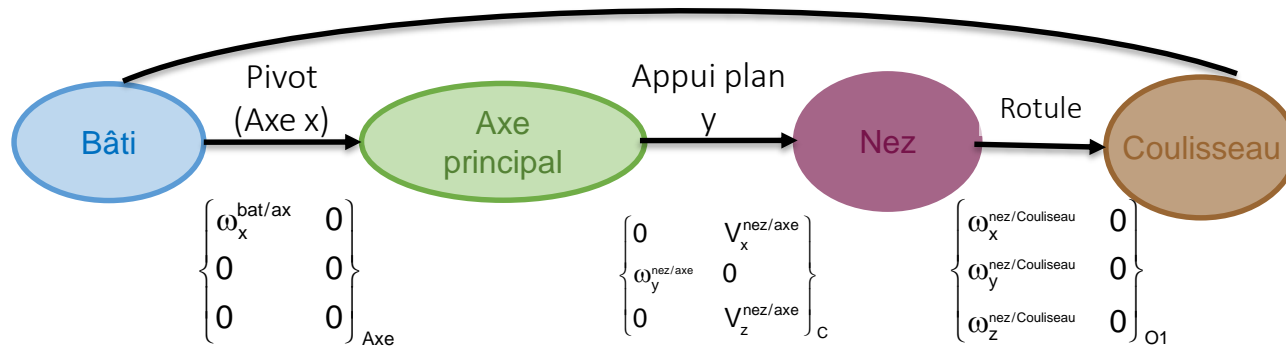 Pivot
(Axe x)
Appui plan
y
Rotule
Bâti
Axe
principal
Nez
Coulisseau
ω_x^bat/ax 0
0 0
0 0
Axe
0 V_x^nez/axe
ω_y^nez/axe 0
0 V_z^nez/axe
C
ω_x^nez/Couliseau 0
ω_y^nez/Couliseau 0
ω_z^nez/Couliseau 0
O1